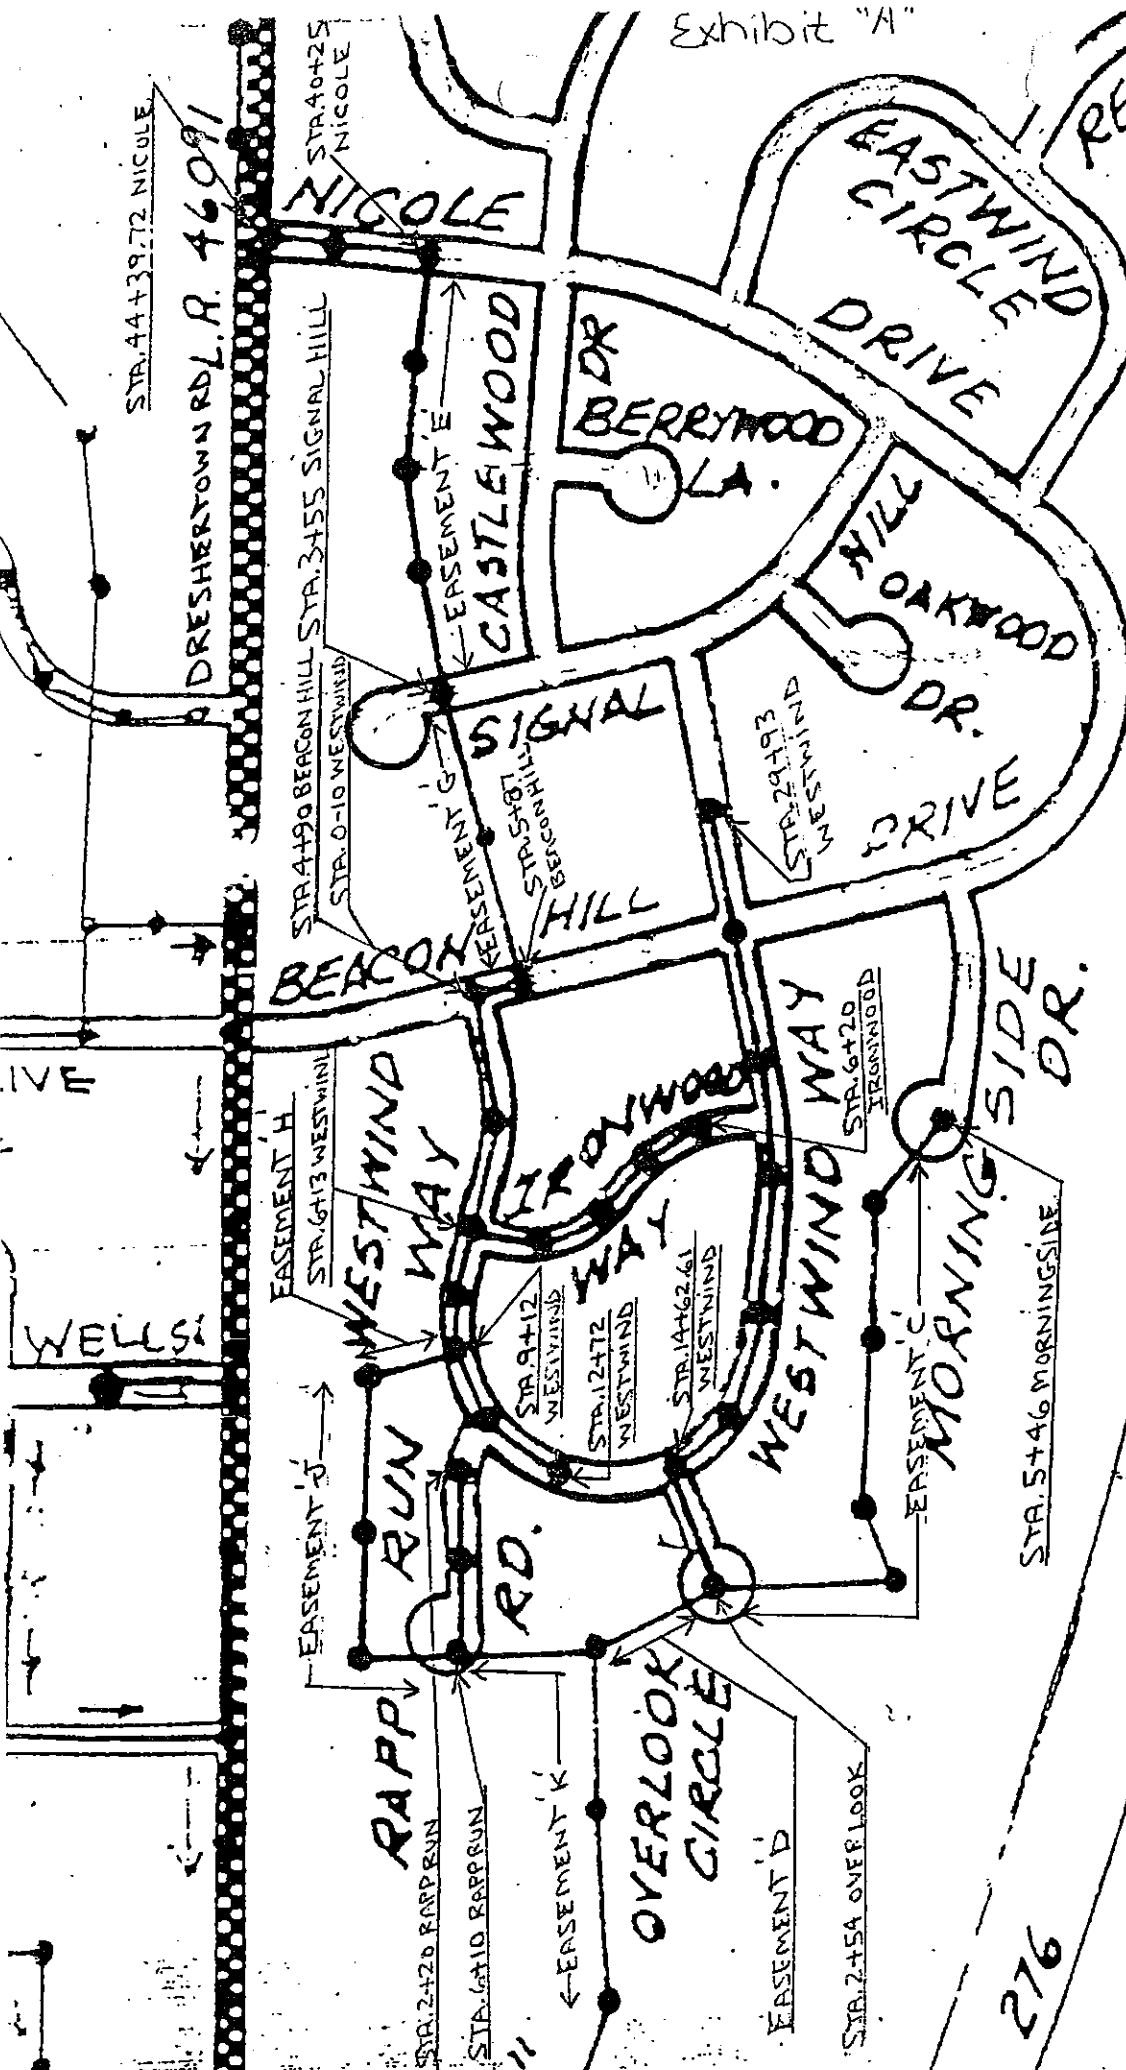 Exhibit "A"
STA.44+39.72 NICOLE
STA.40+25
NICOLE
DRESHERTOWN RD L.R. 46091
NICOLE
DRIVE
EASTWIND
CIRCLE
STA.4+90 BEACON HILL STA.3+55 SIGNAL HILL
STA.0-10 WESTWIND
EASEMENT 'E'
CASTLEWOOD
DR
BERRYWOOD
LA.
HILL
OAKWOOD
DR.
SIGNAL
EASEMENT 'G'
STA.5+87
BEACON HILL
STA.29+93
WESTWIND
DRIVE
BEACON
HILL
EASEMENT 'H'
STA.6+13 WESTWIND
WESTWIND
WAY
IRONWOOD
WAY
STA.6+20
IRONWOOD
WESTWIND WAY
MORNINGSIDE
DR.
IVE
WELLS
STA.9+12
WESTWIND
STA.12+72
WESTWIND
STA.14+62.61
WESTWIND
EASEMENT 'C'
STA.5+46 MORNINGSIDE
EASEMENT 'J'
RAPP RUN
RD.
STA.2+20 RAPP RUN
STA.6+10 RAPP RUN
EASEMENT 'K'
OVERLOOK
CIRCLE
EASEMENT 'D'
STA.2+54 OVERLOOK
276